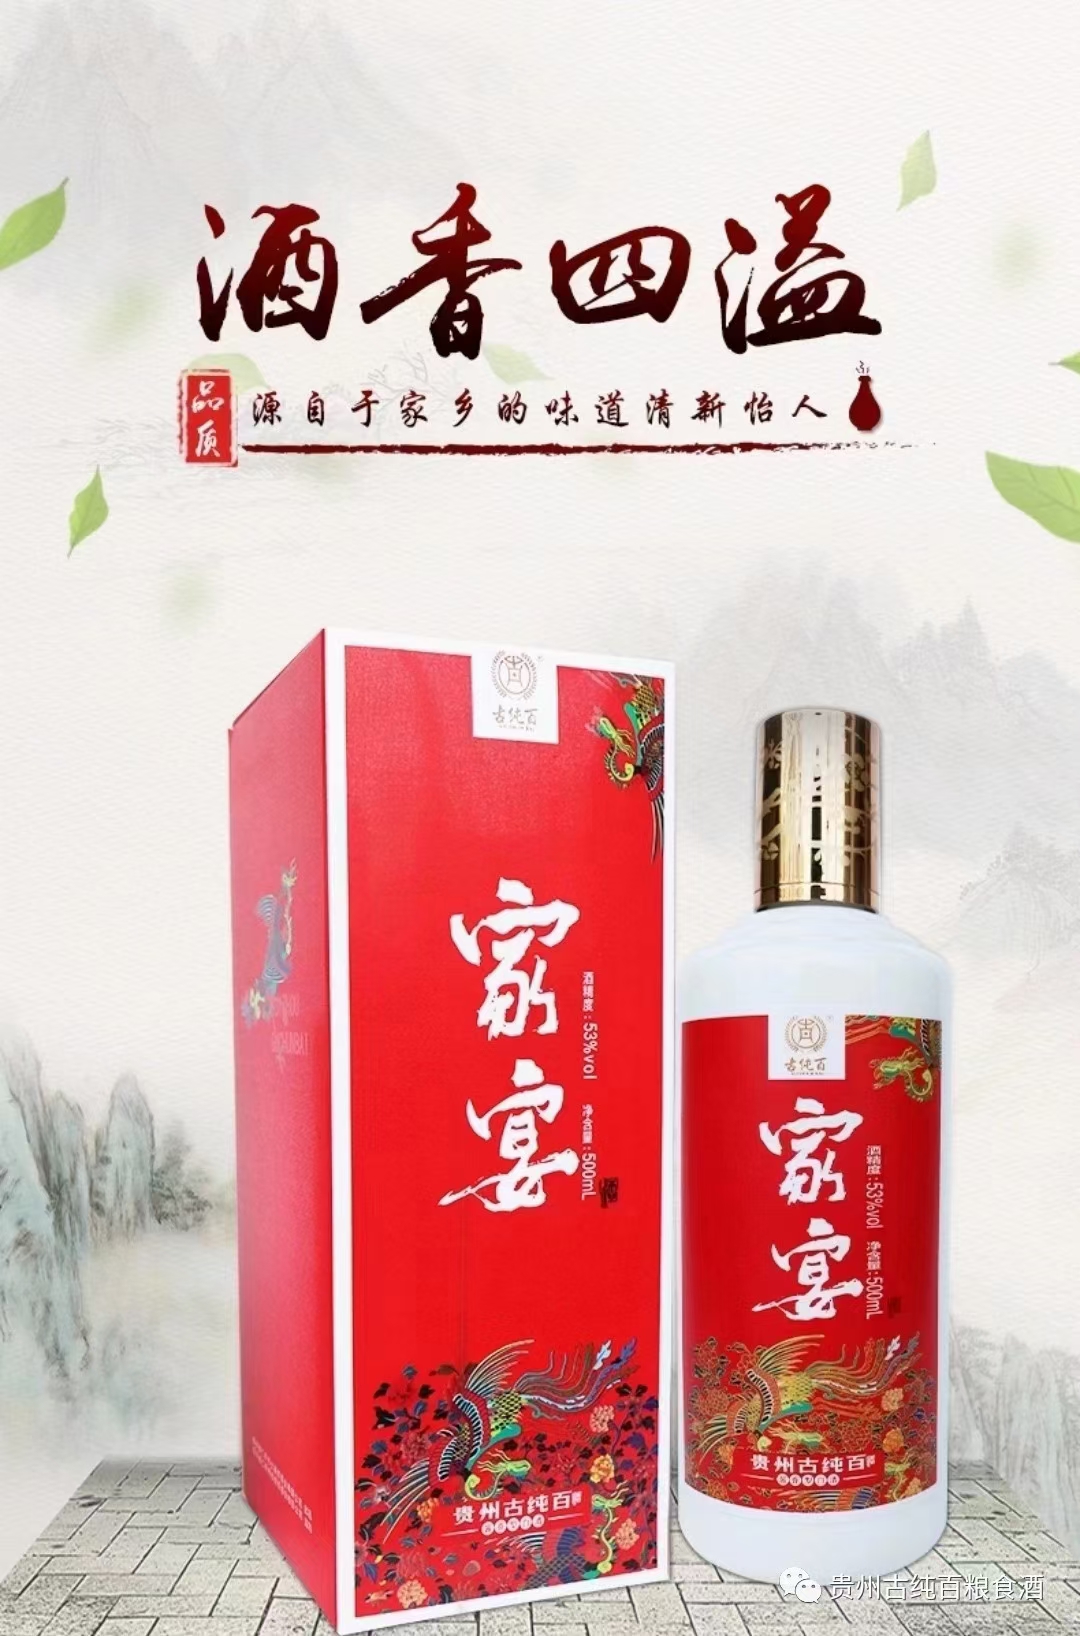 酒香四溢
品质
源自于家乡的味道清新怡人
古纯百
家宴
酒精度:53%vol 净含量:500mL
贵州古纯百
古纯百
家宴
酒精度:53%vol 净含量:500mL
贵州古纯百
贵州古纯百粮食酒